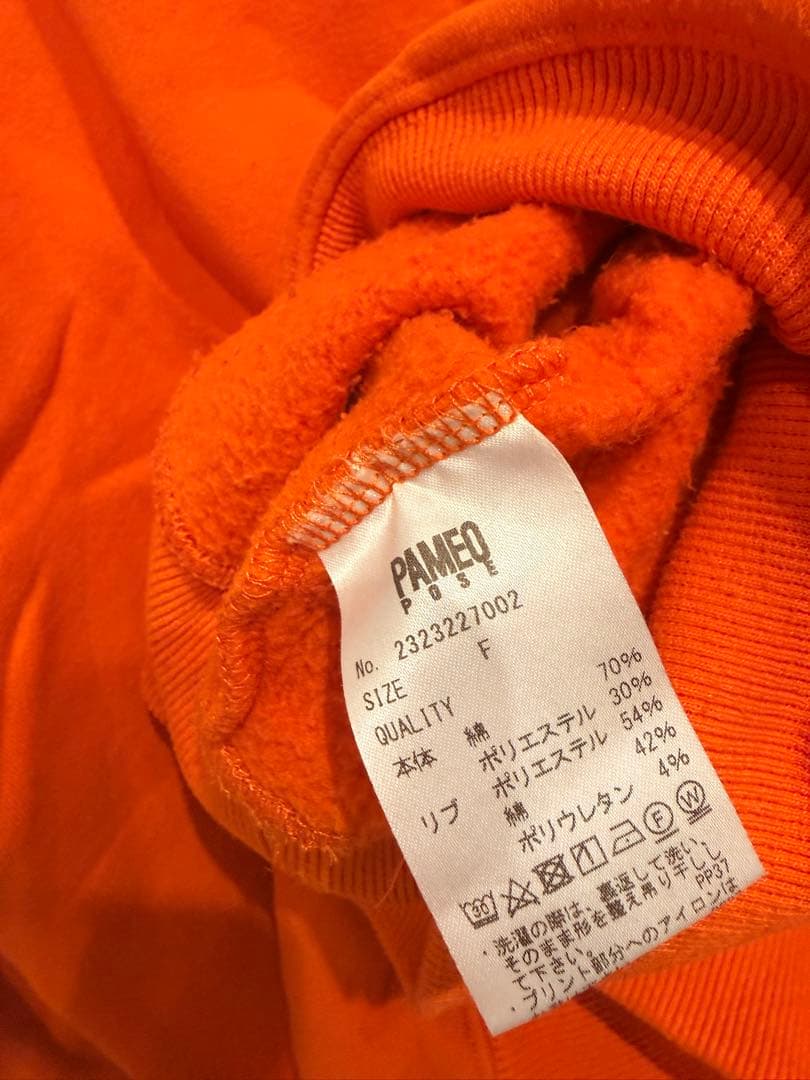 PAMEO
POSE
No. 2323227002
SIZE F
QUALITY
本体 綿 70%
ポリエステル 30%
リブ ポリエステル 54%
綿 42%
ポリウレタン 4%
30 P W
・洗濯の際は、裏返して洗い、
そのまま形を整え吊り干しし
て下さい。 PP37
・プリント部分へのアイロンは